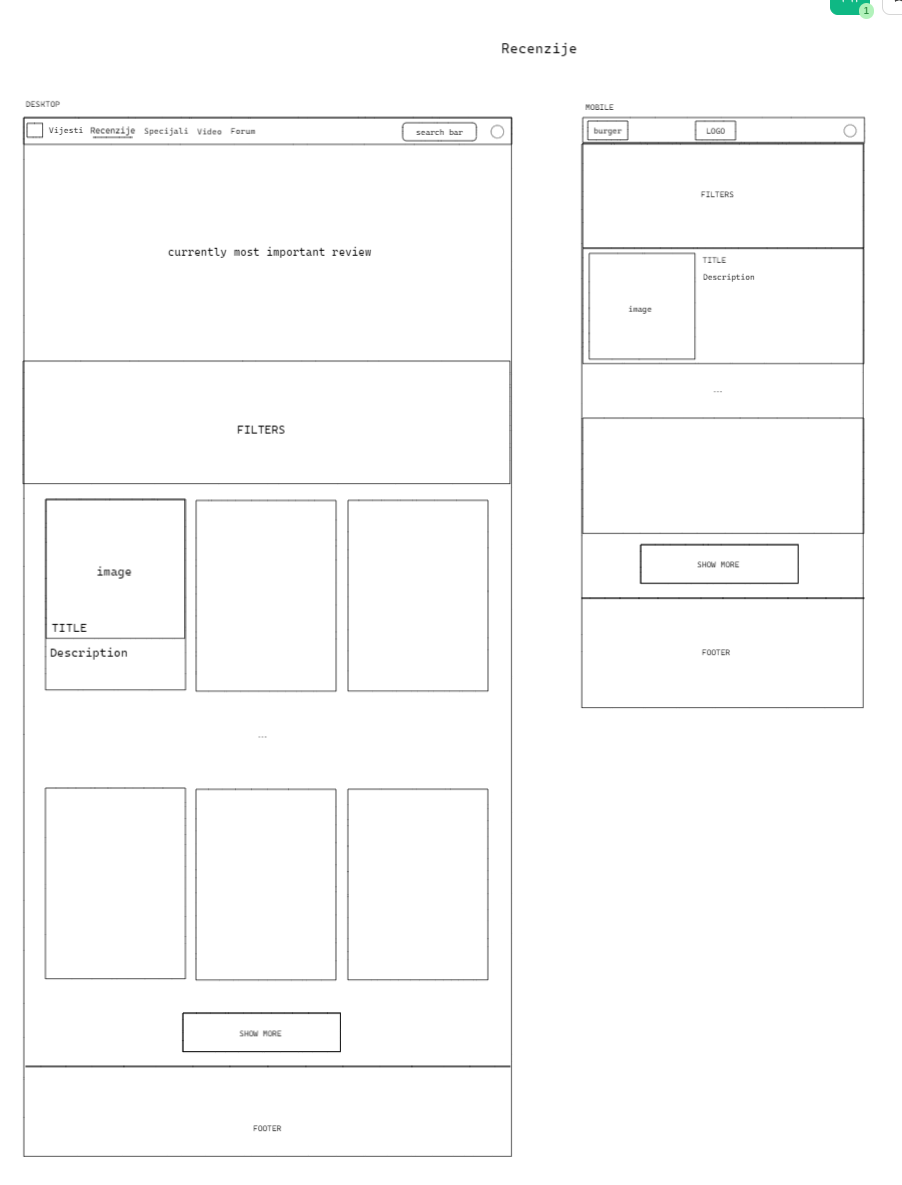 1
Recenzije
DESKTOP
Vijesti Recenzije Specijali Video Forum search bar
currently most important review
FILTERS
image
TITLE
Description
...
SHOW MORE
FOOTER
MOBILE
burger LOGO
FILTERS
TITLE
Description
image
...
SHOW MORE
FOOTER